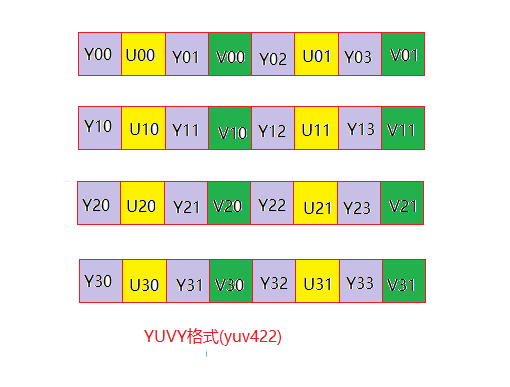 Y00 U00 Y01 V00 Y02 U01 Y03 V01
Y10 U10 Y11 V10 Y12 U11 Y13 V11
Y20 U20 Y21 V20 Y22 U21 Y23 V21
Y30 U30 Y31 V30 Y32 U31 Y33 V31
YUVY格式(yuv422)